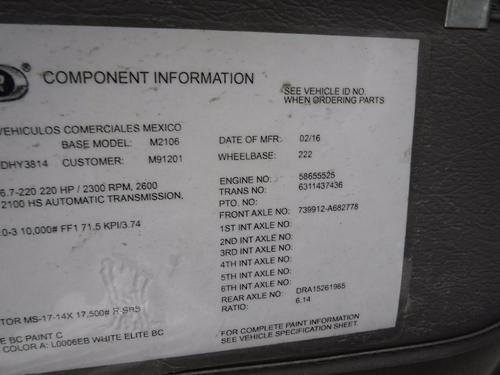 COMPONENT INFORMATION
SEE VEHICLE ID NO.
WHEN ORDERING PARTS
VEHICULOS COMERCIALES MEXICO
BASE MODEL: M2106
DATE OF MFR: 02/16
DHY3814 CUSTOMER: M91201
WHEELBASE: 222
6.7-220 220 HP / 2300 RPM, 2600
ENGINE NO: 58655525
2100 HS AUTOMATIC TRANSMISSION,
TRANS NO: 6311437436
PTO. NO:
0-3 10,000# FF1 71.5 KPI/3.74
FRONT AXLE NO: 739912-A682778
1ST INT AXLE NO:
2ND INT AXLE NO:
3RD INT AXLE NO:
4TH INT AXLE NO:
5TH INT AXLE NO:
6TH INT AXLE NO:
TOR MS-17-14X 17,500# R-SRS
REAR AXLE NO: DRA15261965
RATIO: 6.14
E BC PAINT C
COLOR A: L0006EB WHITE ELITE BC
FOR COMPLETE PAINT INFORMATION
SEE VEHICLE SPECIFICATION SHEET.